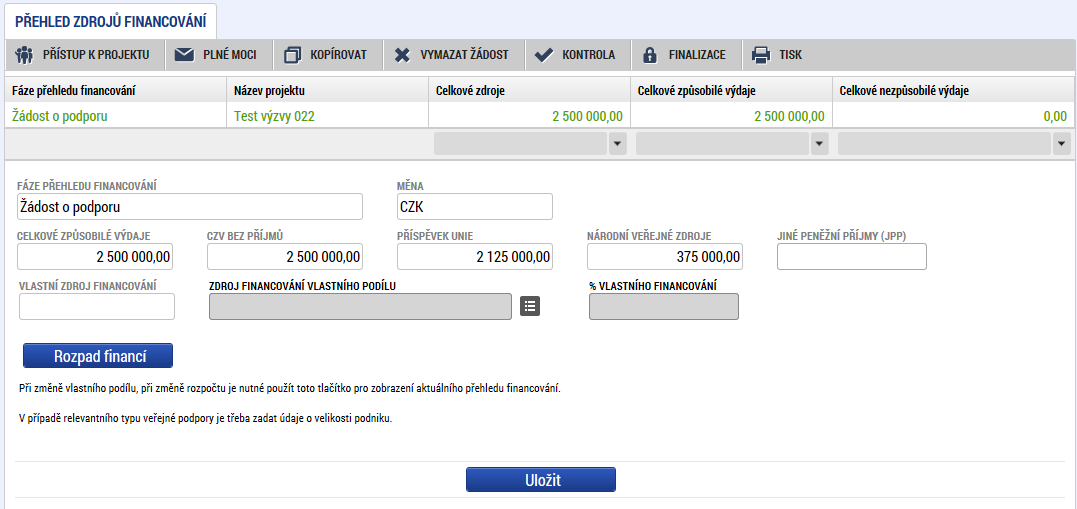 PŘEHLED ZDROJŮ FINANCOVÁNÍ
PŘÍSTUP K PROJEKTU PLNÉ MOCI KOPÍROVAT VYMAZAT ŽÁDOST KONTROLA FINALIZACE TISK
Fáze přehledu financování Název projektu Celkové zdroje Celkové způsobilé výdaje Celkové nezpůsobilé výdaje
Žádost o podporu Test výzvy 022 2 500 000,00 2 500 000,00 0,00
FÁZE PŘEHLEDU FINANCOVÁNÍ MĚNA
Žádost o podporu CZK
CELKOVÉ ZPŮSOBILÉ VÝDAJE CZV BEZ PŘÍJMŮ PŘÍSPĚVEK UNIE NÁRODNÍ VEŘEJNÉ ZDROJE JINÉ PENĚŽNÍ PŘÍJMY (JPP)
2 500 000,00 2 500 000,00 2 125 000,00 375 000,00
VLASTNÍ ZDROJ FINANCOVÁNÍ ZDROJ FINANCOVÁNÍ VLASTNÍHO PODÍLU % VLASTNÍHO FINANCOVÁNÍ
Rozpad financí
Při změně vlastního podílu, při změně rozpočtu je nutné použít toto tlačítko pro zobrazení aktuálního přehledu financování.
V případě relevantního typu veřejné podpory je třeba zadat údaje o velikosti podniku.
Uložit